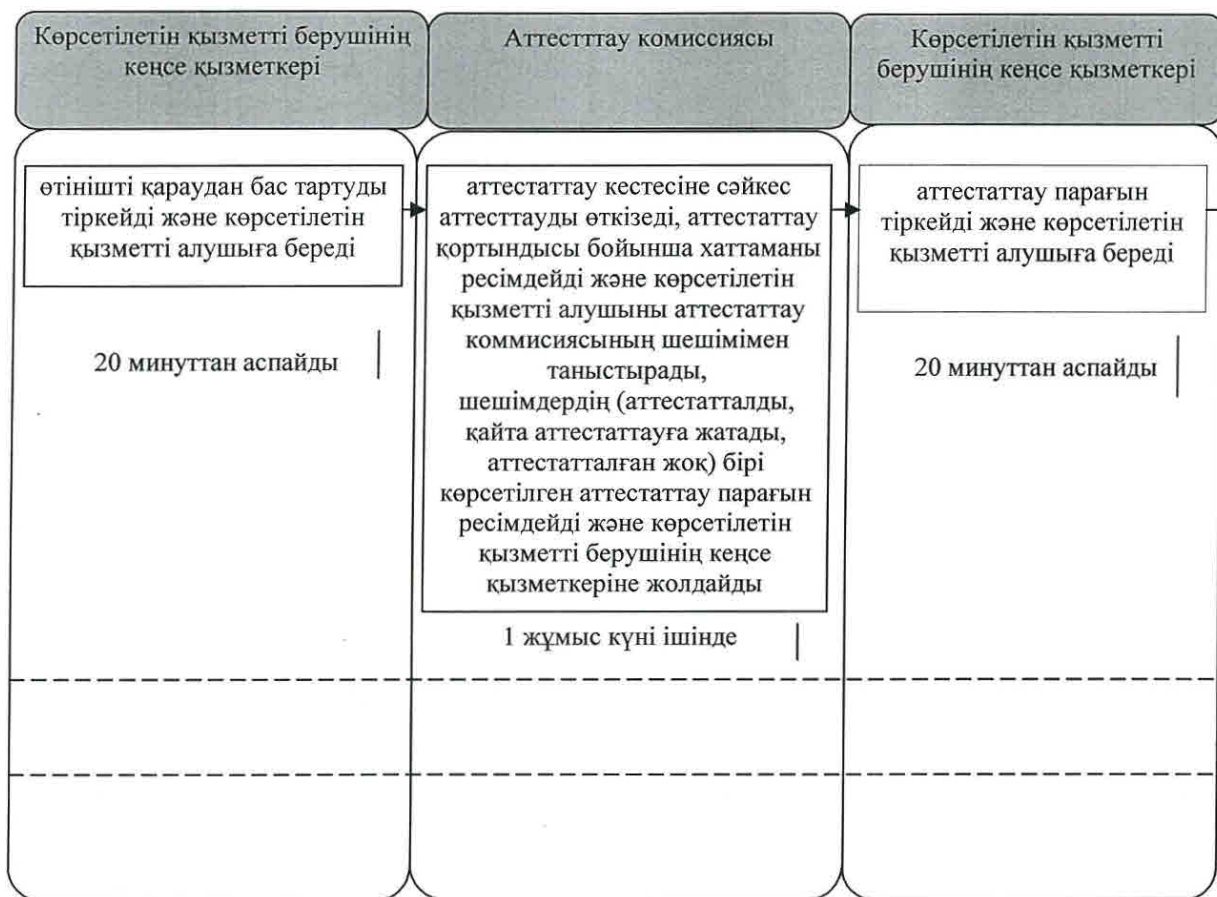 Көрсетілетін қызметті берушінің
кеңсе қызметкері
Аттестттау комиссиясы
Көрсетілетін қызметті
берушінің кеңсе қызметкері
өтінішті қараудан бас тартуды
тіркейді және көрсетілетін
қызметті алушыға береді
20 минуттан аспайды
аттестаттау кестесіне сәйкес
аттесттауды өткізеді, аттестаттау
қортындысы бойынша хаттаманы
ресімдейді және көрсетілетін
қызметті алушыны аттестаттау
коммисиясының шешімімен
таныстырады,
шешімдердің (аттестатталды,
қайта аттестаттауға жатады,
аттестатталған жоқ) бірі
көрсетілген аттестаттау парағын
ресімдейді және көрсетілетін
қызметті берушінің кеңсе
қызметкеріне жолдайды
1 жұмыс күні ішінде
аттестаттау парағын
тіркейді және көрсетілетін
қызметті алушыға береді
20 минуттан аспайды